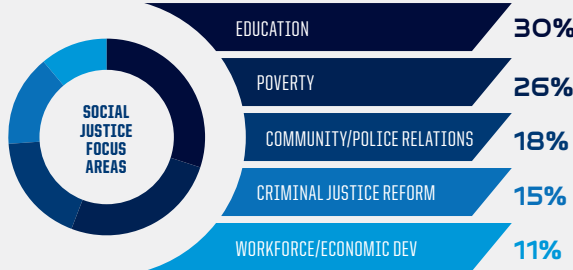 SOCIAL
JUSTICE
FOCUS
AREAS
EDUCATION 30%
POVERTY 26%
COMMUNITY/POLICE RELATIONS 18%
CRIMINAL JUSTICE REFORM 15%
WORKFORCE/ECONOMIC DEV 11%